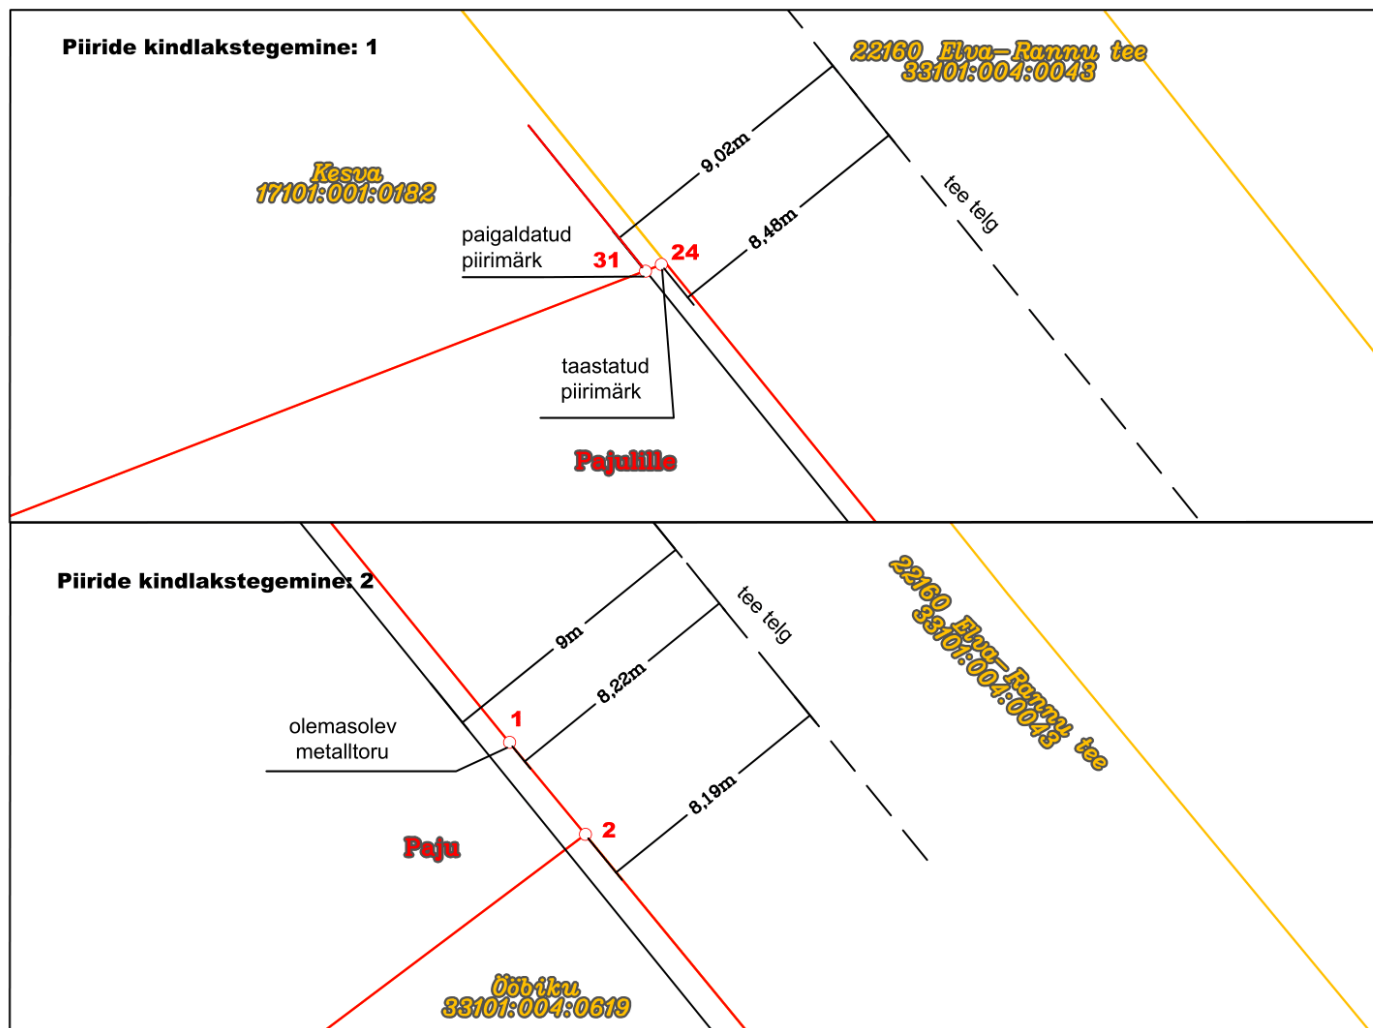 Piiride kindlakstegemine: 1
22160 Elva-Rannu tee
33101:004:0043
9,02m
Kesva
17101:001:0182
tee telg
8,48m
paigaldatud
piirimärk
31
24
taastatud
piirimärk
Pajulille
Piiride kindlakstegemine: 2
22160 Elva-Rannu tee
33101:004:0043
tee telg
9m
8,22m
1
olemasolev
metalltoru
8,19m
2
Paju
Ööbiku
33101:004:0619